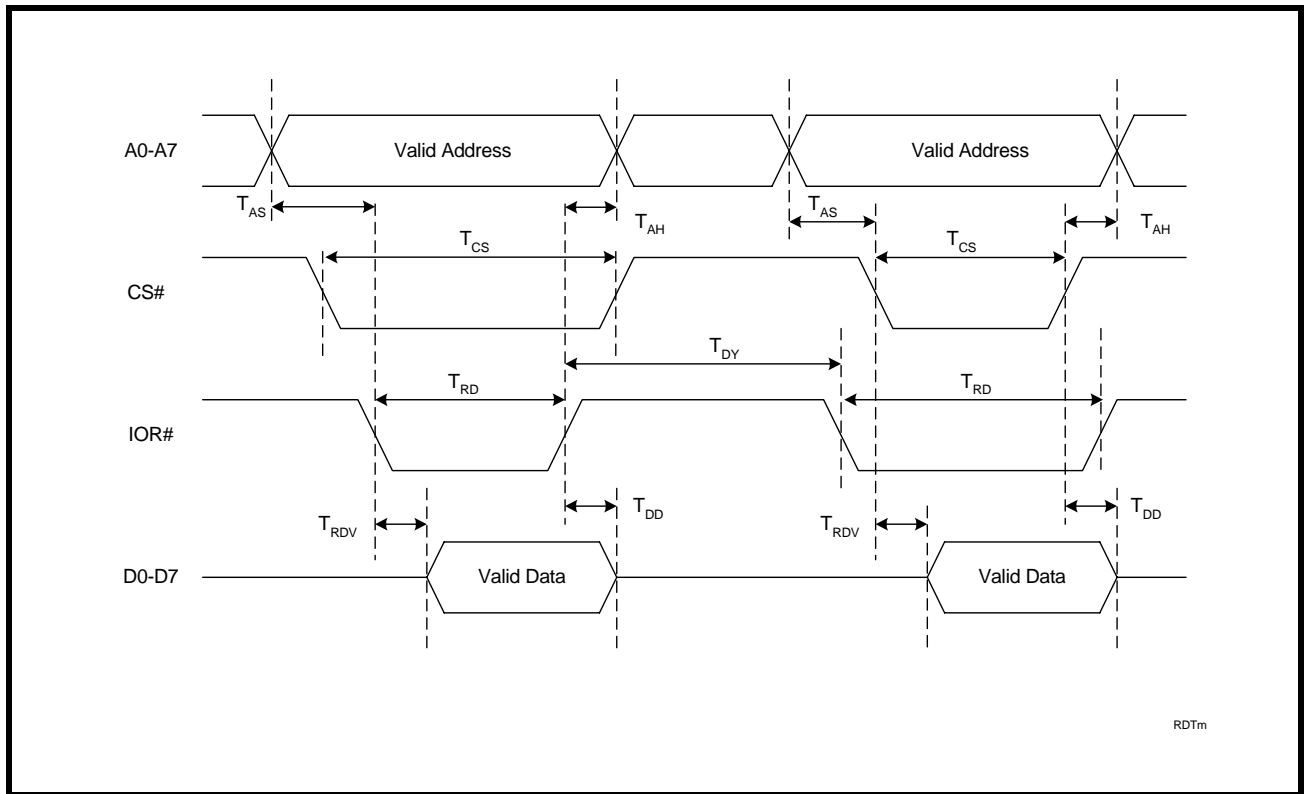 A0-A7
Valid Address
Valid Address
TAS
TAH
TAS
TAH
TCS
TCS
CS#
TDY
TRD
TRD
IOR#
TRDV
TDD
TRDV
TDD
D0-D7
Valid Data
Valid Data
RDTm